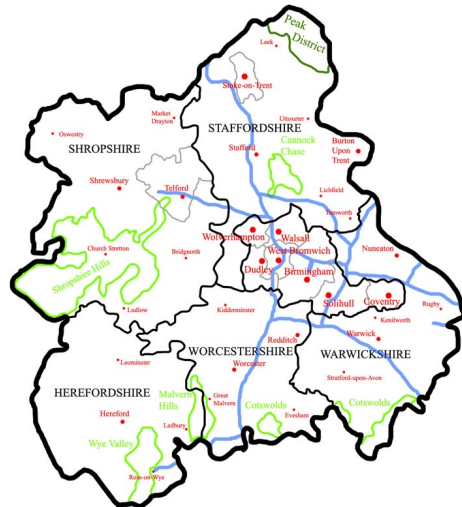 Peak
District
Leek
Stoke-on-Trent
Market
Drayton
Uttoxeter
Oswestry
STAFFORDSHIRE
SHROPSHIRE
Cannock
Chase
Burton
Upon
Trent
Stafford
Shrewsbury
Telford
Lichfield
Tamworth
Wolverhampton
Walsall
Church Stretton
Bridgnorth
West Bromwich
Nuneaton
Shropshire Hills
Dudley
Birmingham
Solihull
Coventry
Ludlow
Kidderminster
Rugby
Kenilworth
Redditch
Warwick
WORCESTERSHIRE
WARWICKSHIRE
Leominster
Worcester
Stratford-upon-Avon
HEREFORDSHIRE
Malvern
Hills
Great
Malvern
Cotswolds
Cotswolds
Hereford
Evesham
Ledbury
Wye Valley
Ross-on-Wye